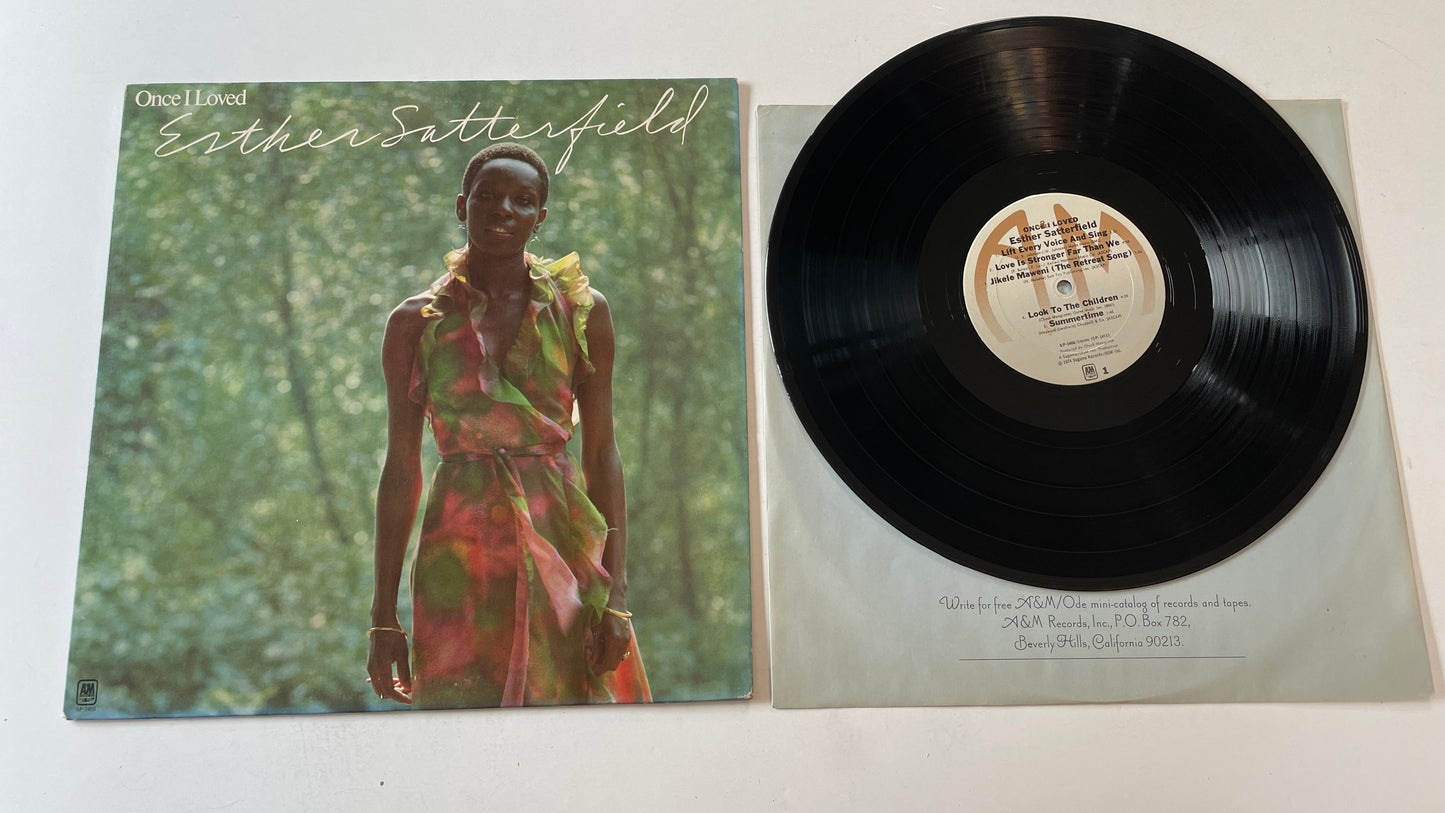 Once I Loved
Esther Satterfield
A&M
SP-3408
A&M
ONCE I LOVED
Esther Satterfield
Lift Every Voice And Sing
Love Is Stronger Far Than We
Jikele Maweni (The Retreat Song)
Look To The Children
Summertime
A&M 1
Write for free A&M/Ode mini-catalog of records and tapes.
A&M Records, Inc., P.O. Box 782,
Beverly Hills, California 90213.